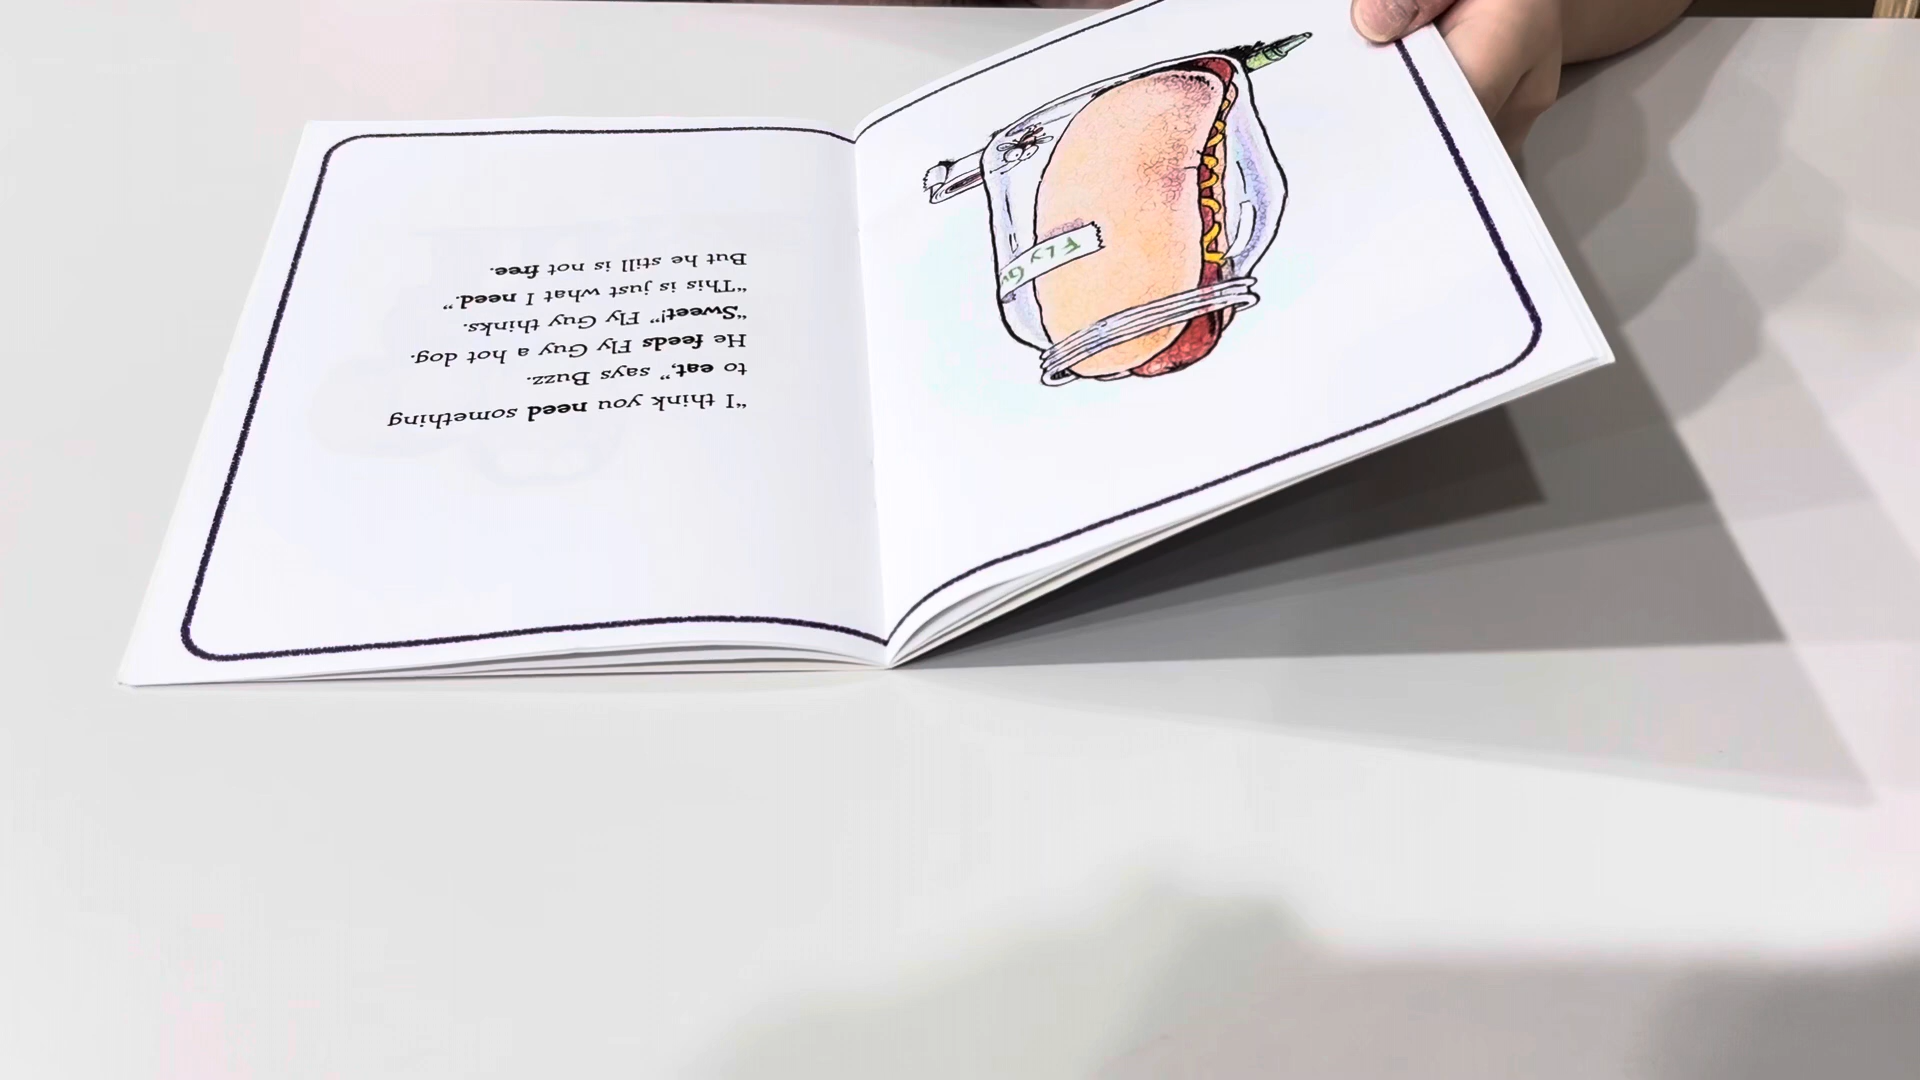 “I think you need something
to eat,” says Buzz.
He feeds Fly Guy a hot dog.
“Sweet!” Fly Guy thinks.
“This is just what I need.”
But he still is not free.
FLY GU